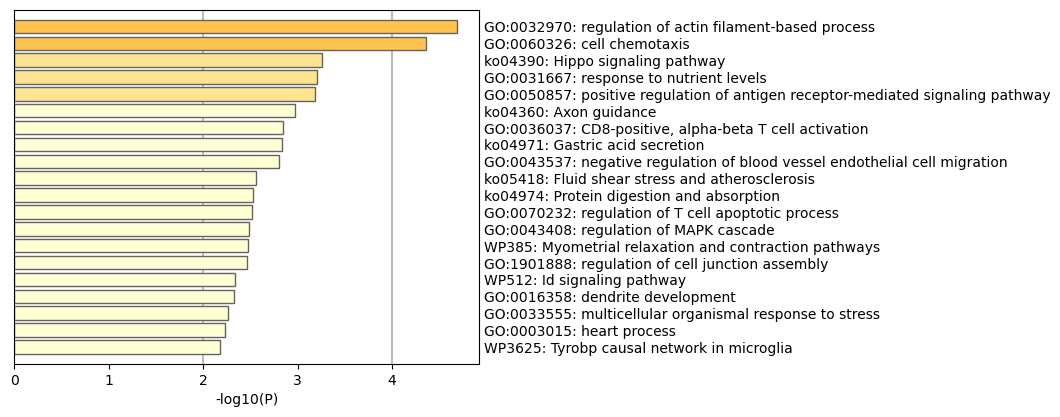 GO:0032970: regulation of actin filament-based process
GO:0060326: cell chemotaxis
ko04390: Hippo signaling pathway
GO:0031667: response to nutrient levels
GO:0050857: positive regulation of antigen receptor-mediated signaling pathway
ko04360: Axon guidance
GO:0036037: CD8-positive, alpha-beta T cell activation
ko04971: Gastric acid secretion
GO:0043537: negative regulation of blood vessel endothelial cell migration
ko05418: Fluid shear stress and atherosclerosis
ko04974: Protein digestion and absorption
GO:0070232: regulation of T cell apoptotic process
GO:0043408: regulation of MAPK cascade
WP385: Myometrial relaxation and contraction pathways
GO:1901888: regulation of cell junction assembly
WP512: Id signaling pathway
GO:0016358: dendrite development
GO:0033555: multicellular organismal response to stress
GO:0003015: heart process
WP3625: Tyrobp causal network in microglia
0 1 2 3 4
-log10(P)